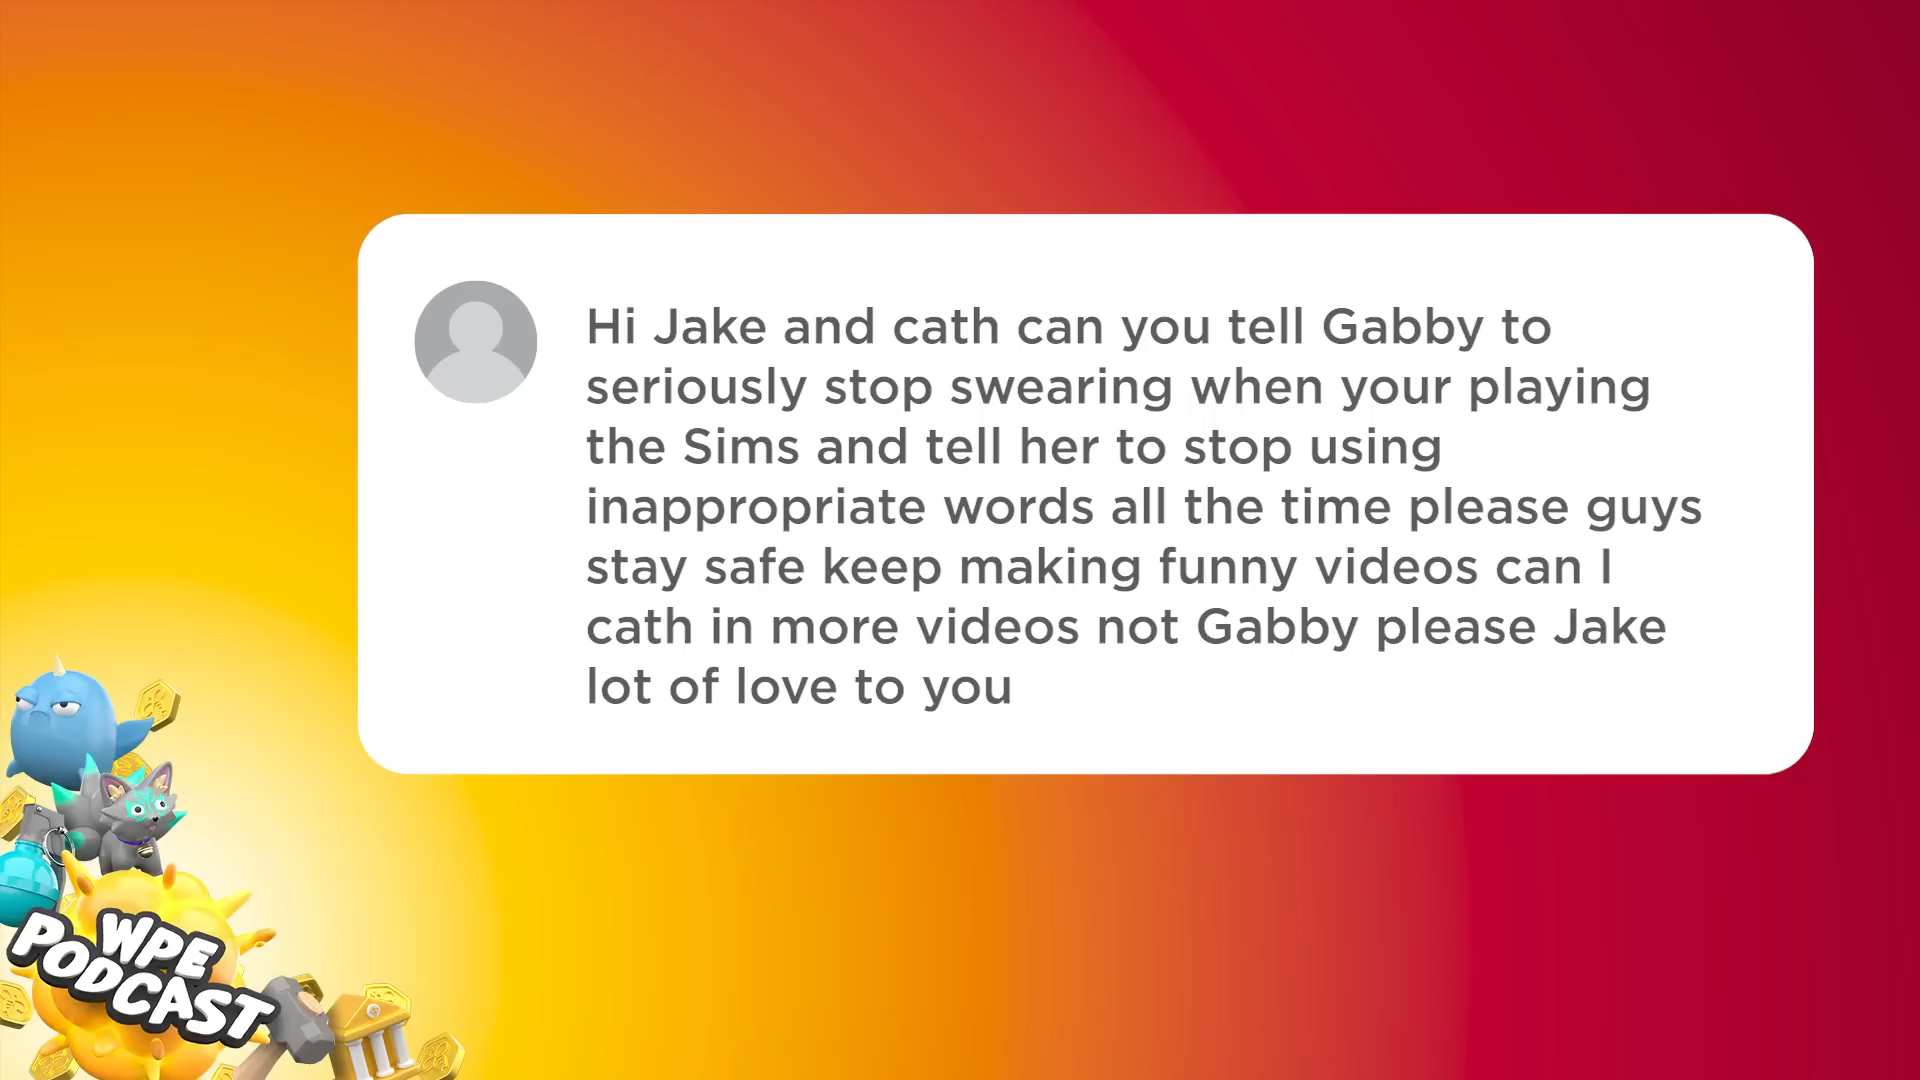 Hi Jake and cath can you tell Gabby to
seriously stop swearing when your playing
the Sims and tell her to stop using
inappropriate words all the time please guys
stay safe keep making funny videos can I
cath in more videos not Gabby please Jake
lot of love to you
WPE
PODCAST